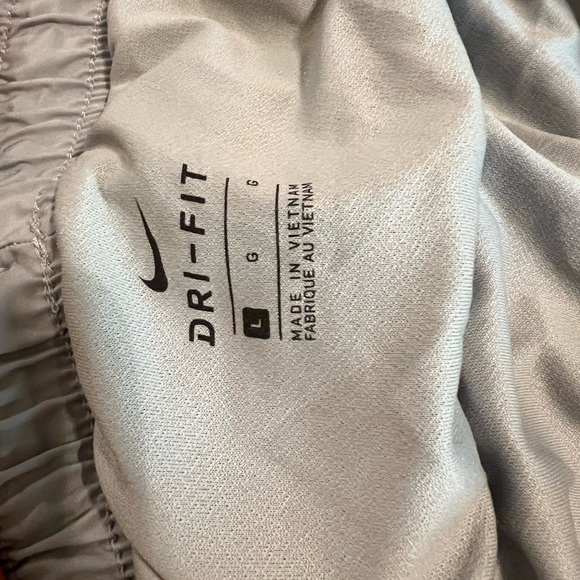 DRI-FIT
L G G
MADE IN VIETNAM
FABRIQUE AU VIETNAM